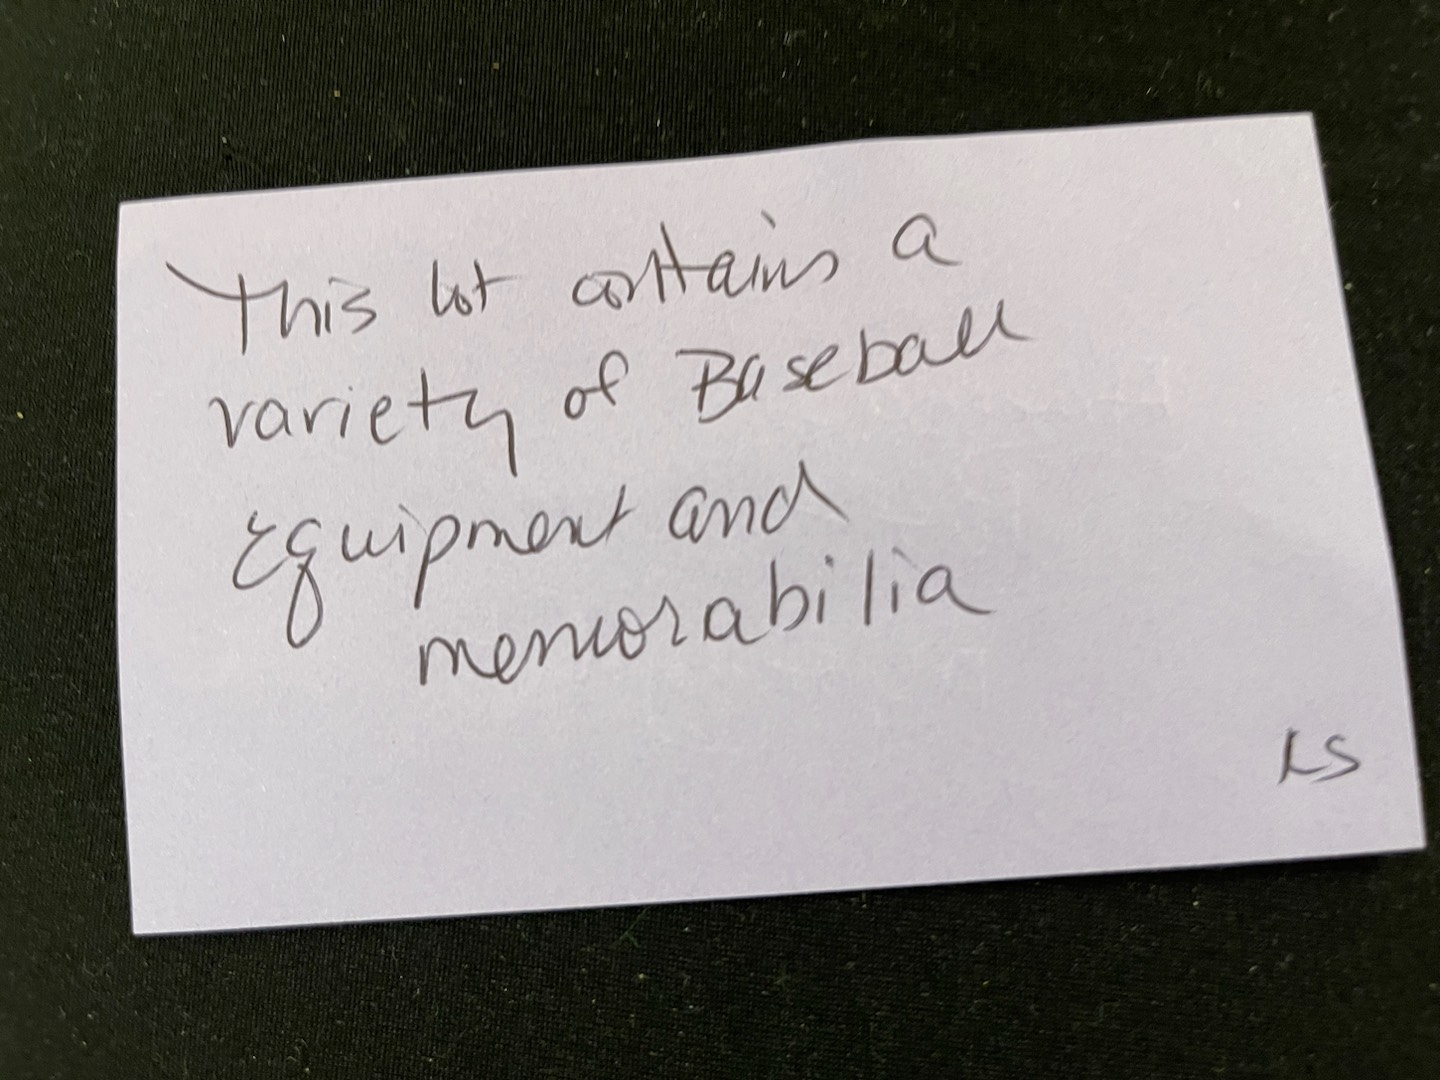 This lot contains a
variety of Baseball
Equipment and
memorabilia
LS